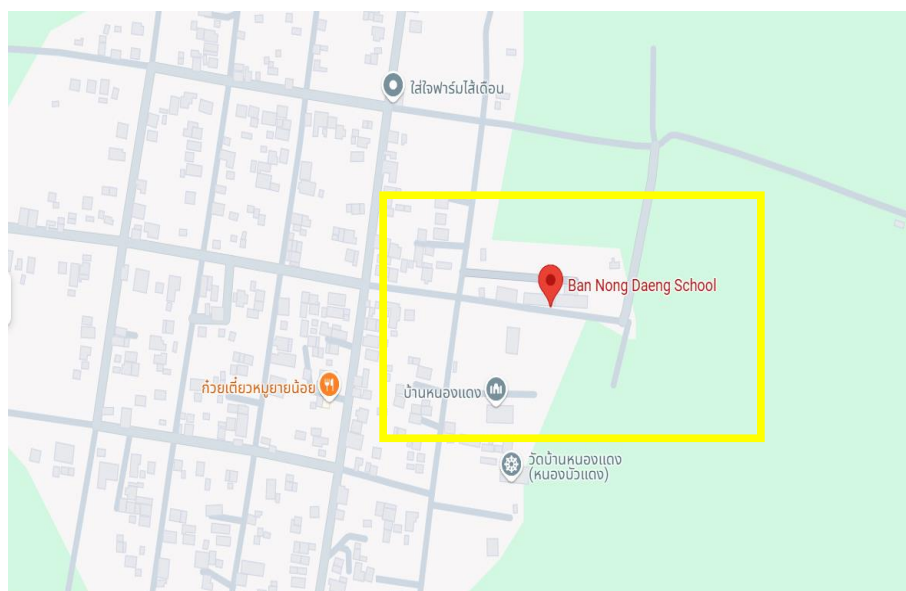 ใส่ใจฟาร์มไส้เดือน
Ban Nong Daeng School
ก๋วยเตี๋ยวหมูยายน้อย
บ้านหนองแดง
วัดบ้านหนองแดง
(หนองบัวแดง)